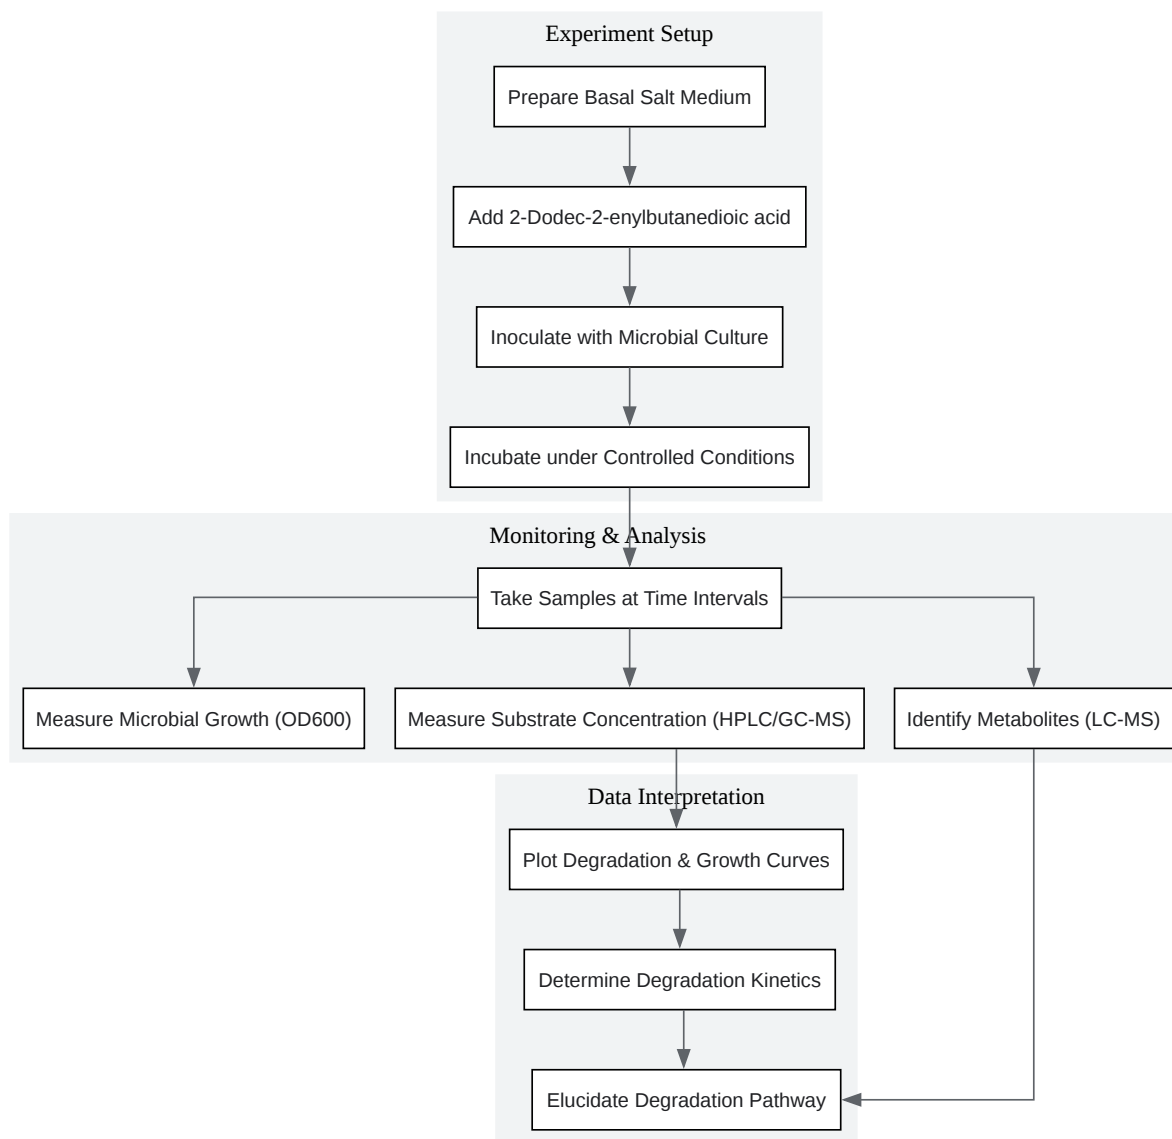 Experiment Setup
Prepare Basal Salt Medium
Add 2-Dodec-2-enylbutanedioic acid
Inoculate with Microbial Culture
Incubate under Controlled Conditions
Monitoring & Analysis
Take Samples at Time Intervals
Measure Microbial Growth (OD600)
Measure Substrate Concentration (HPLC/GC-MS)
Identify Metabolites (LC-MS)
Data Interpretation
Plot Degradation & Growth Curves
Determine Degradation Kinetics
Elucidate Degradation Pathway